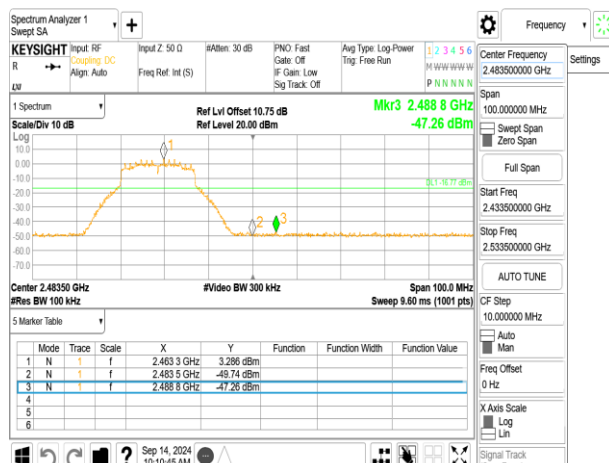 Spectrum Analyzer 1
Swept SA
Frequency
KEYSIGHT
Input: RF
Coupling: DC
Align: Auto
Input Z: 50 Ω
Freq Ref: Int (S)
#Atten: 30 dB
PNO: Fast
Gate: Off
IF Gain: Low
Sig Track: Off
Avg Type: Log-Power
Trig: Free Run
1 2 3 4 5 6
M W W W W W
P N N N N N
R
LXI
Center Frequency
2.483500000 GHz
Settings
Span
100.000000 MHz
Swept Span
Zero Span
Full Span
Start Freq
2.433500000 GHz
Stop Freq
2.533500000 GHz
AUTO TUNE
CF Step
10.000000 MHz
Auto
Man
Freq Offset
0 Hz
X Axis Scale
Log
Lin
Signal Track
1 Spectrum
Scale/Div 10 dB
Log
Ref Lvl Offset 10.75 dB
Ref Level 20.00 dBm
Mkr3 2.488 8 GHz
-47.26 dBm
10.0
0.00
-10.0
-20.0
-30.0
-40.0
-50.0
-60.0
-70.0
1
2
3
DL1 -16.77 dBm
Center 2.48350 GHz
#Res BW 100 kHz
#Video BW 300 kHz
Span 100.0 MHz
Sweep 9.60 ms (1001 pts)
5 Marker Table
Mode Trace Scale X Y Function Function Width Function Value
1 N 1 f 2.463 3 GHz 3.286 dBm
2 N 1 f 2.483 5 GHz -49.74 dBm
3 N 1 f 2.488 8 GHz -47.26 dBm
4
5
6
?
Sep 14, 2024
10:10:45 AM